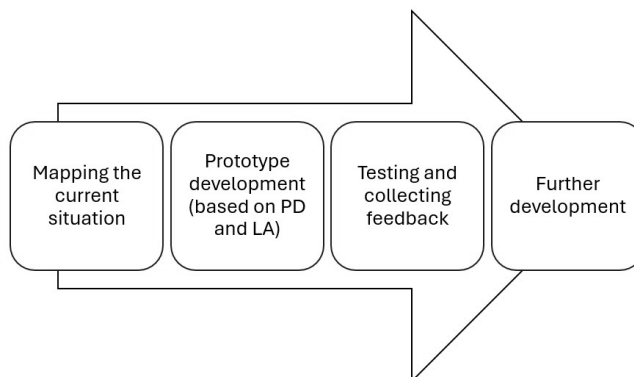 Mapping the
current
situation
Prototype
development
(based on PD
and LA)
Testing and
collecting
feedback
Further
development